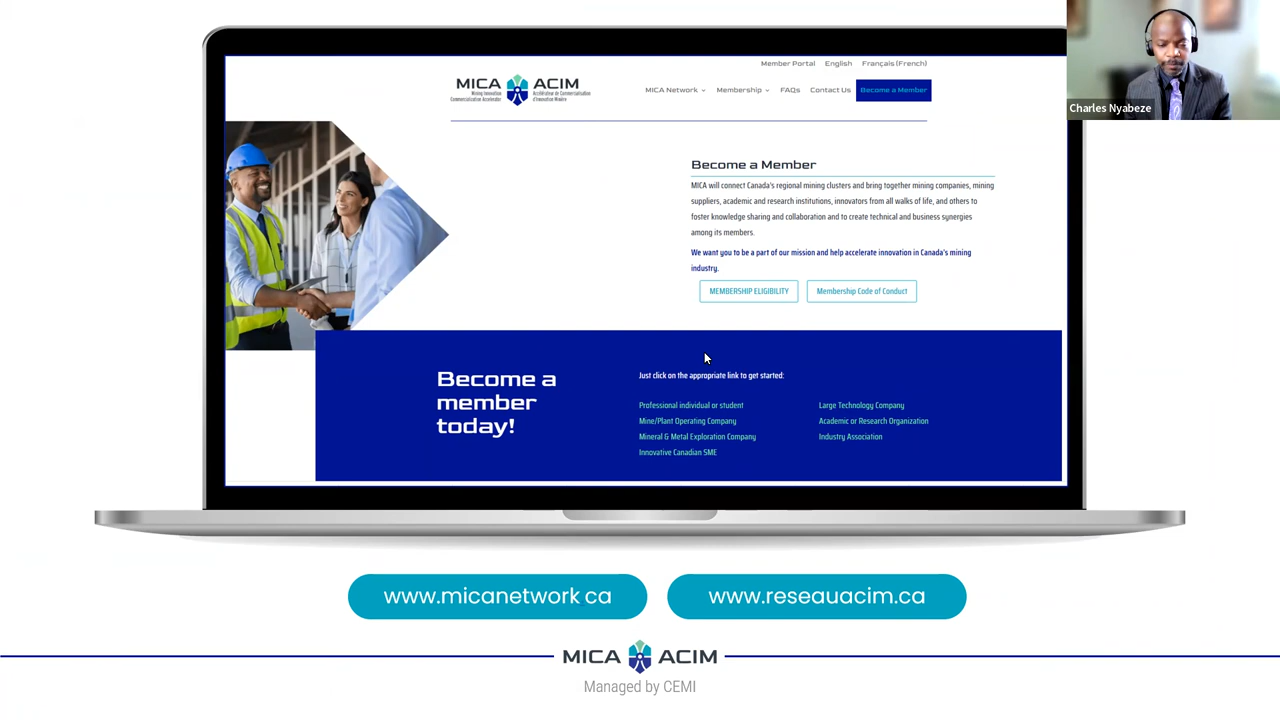 Member Portal English Français (French)
MICA ACIM
Mining Innovation Accélérateur de Commercialisation
Commercialization Accelerator d'Innovation Minière
MICA Network Membership FAQs Contact Us Become a Member
Become a Member
MICA will connect Canada's regional mining clusters and bring together mining companies, mining
suppliers, academic and research institutions, innovators from all walks of life, and others to
foster knowledge sharing and collaboration and to create technical and business synergies
among its members.
We want you to be a part of our mission and help accelerate innovation in Canada's mining
industry.
MEMBERSHIP ELIGIBILITY Membership Code of Conduct
Become a
member
today!
Just click on the appropriate link to get started:
Professional individual or student
Mine/Plant Operating Company
Mineral & Metal Exploration Company
Innovative Canadian SME
Large Technology Company
Academic or Research Organization
Industry Association
Charles Nyabeze
www.micanetwork.ca
www.reseauacim.ca
MICA ACIM
Managed by CEMI